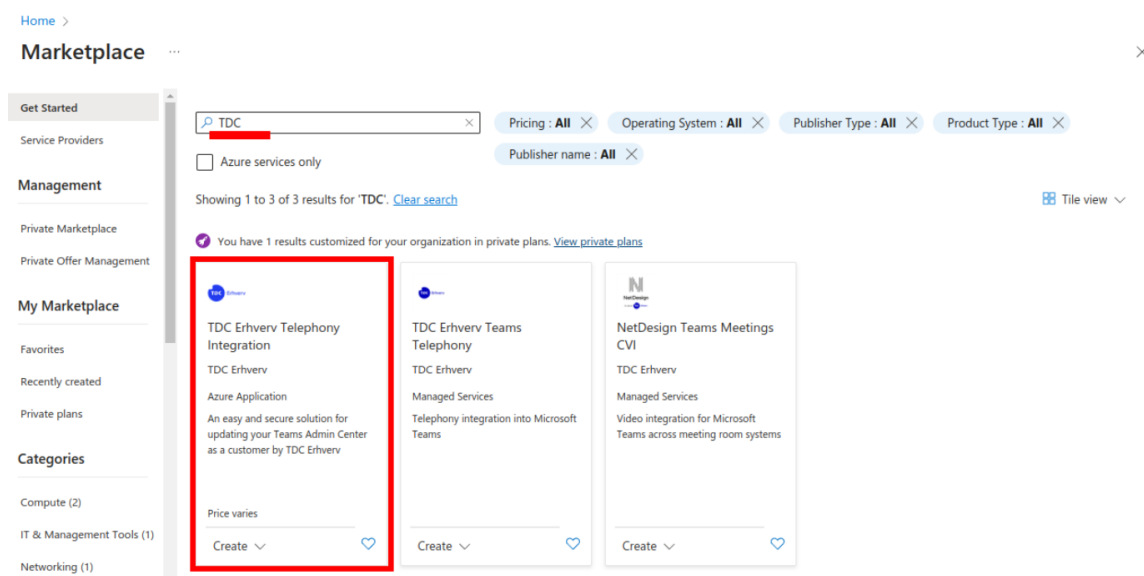 Home >
Marketplace ...
Get Started
Service Providers
Management
Private Marketplace
Private Offer Management
My Marketplace
Favorites
Recently created
Private plans
Categories
Compute (2)
IT & Management Tools (1)
Networking (1)
TDC
Pricing : All
Operating System : All
Publisher Type : All
Product Type : All
Azure services only
Publisher name : All
Showing 1 to 3 of 3 results for 'TDC'. Clear search
Tile view
You have 1 results customized for your organization in private plans. View private plans
TDC Erhverv
TDC Erhverv Telephony
Integration
TDC Erhverv
Azure Application
An easy and secure solution for
updating your Teams Admin Center
as a customer by TDC Erhverv
Price varies
Create
TDC Erhverv
TDC Erhverv Teams
Telephony
TDC Erhverv
Managed Services
Telephony integration into Microsoft
Teams
Create
N
NetDesign
NetDesign Teams Meetings
CVI
TDC Erhverv
Managed Services
Video integration for Microsoft
Teams across meeting room systems
Create